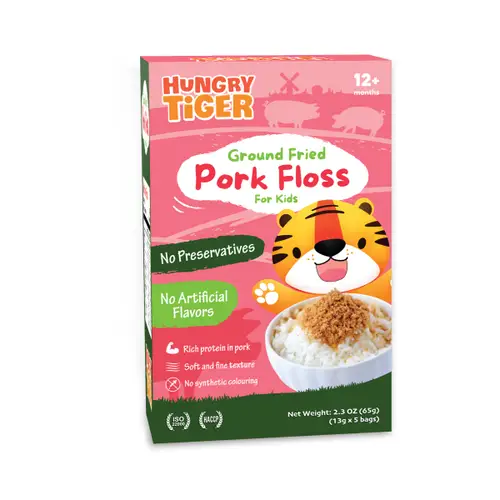 HUNGRY
TiGER
12+
months
Ground Fried
Pork Floss
For Kids
No Preservatives
No Artificial
Flavors
Rich protein in pork
Soft and fine texture
No synthetic colouring
ISO
22000
HACCP
Net Weight: 2.3 OZ (65g)
(13g x 5 bags)